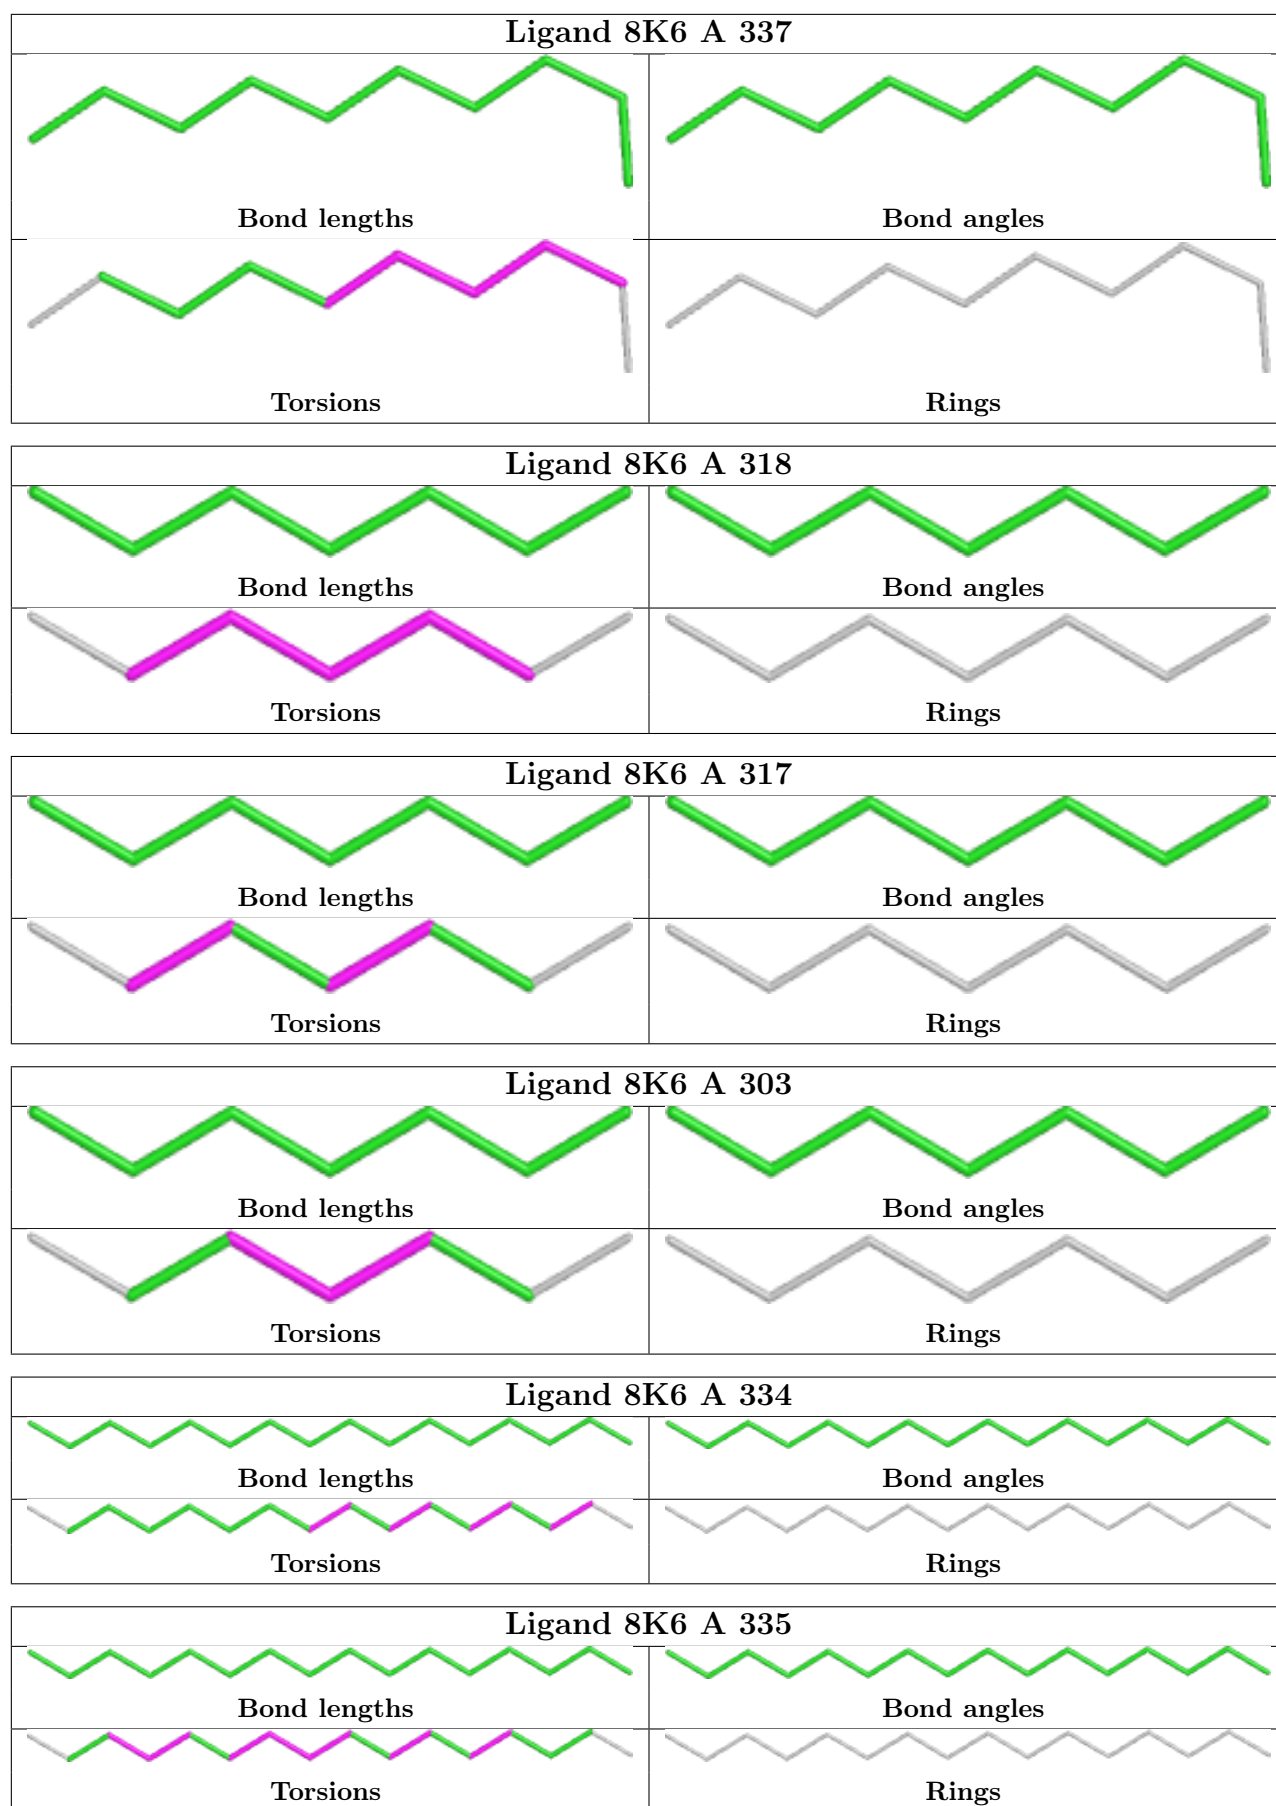 Ligand 8K6 A 337
Bond lengths Bond angles
Torsions Rings
Ligand 8K6 A 318
Bond lengths Bond angles
Torsions Rings
Ligand 8K6 A 317
Bond lengths Bond angles
Torsions Rings
Ligand 8K6 A 303
Bond lengths Bond angles
Torsions Rings
Ligand 8K6 A 334
Bond lengths Bond angles
Torsions Rings
Ligand 8K6 A 335
Bond lengths Bond angles
Torsions Rings